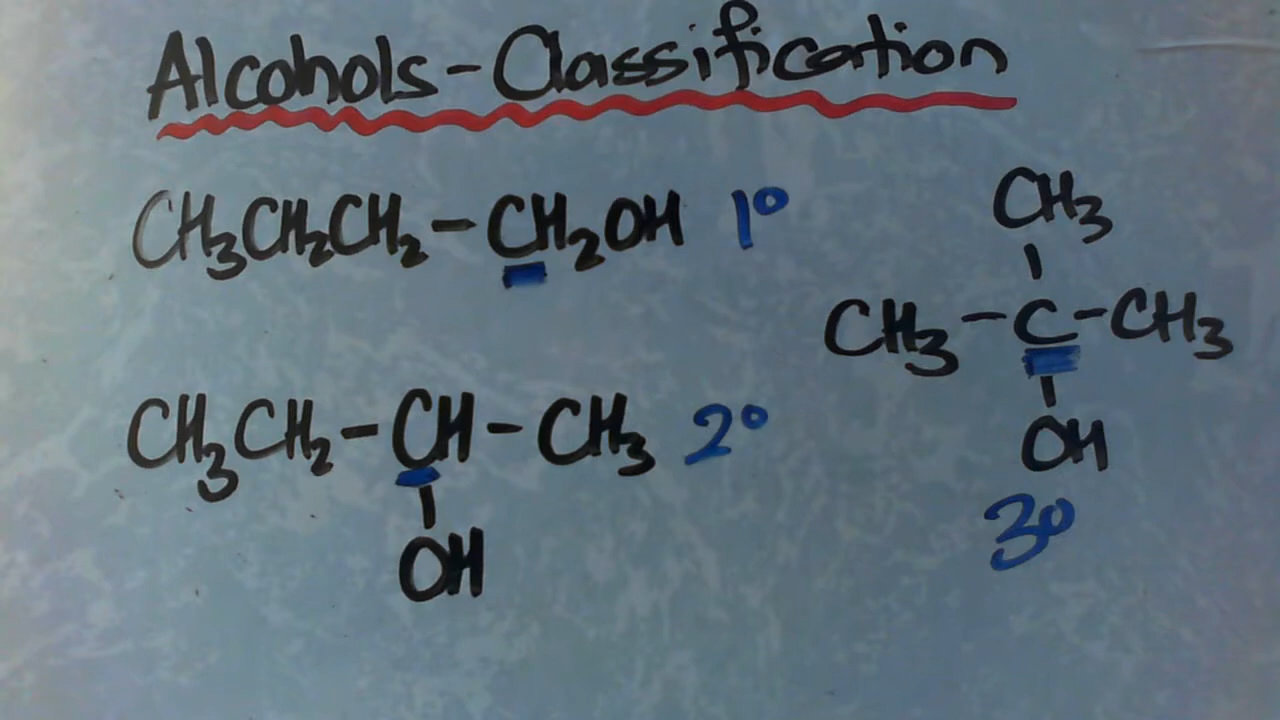 Alcohols-Classification
CH₃CH₂CH₂-CH₂OH 1°
CH₃CH₂-CH-CH₃ 2°
OH
CH₃
CH₃-C-CH₃
OH
3°